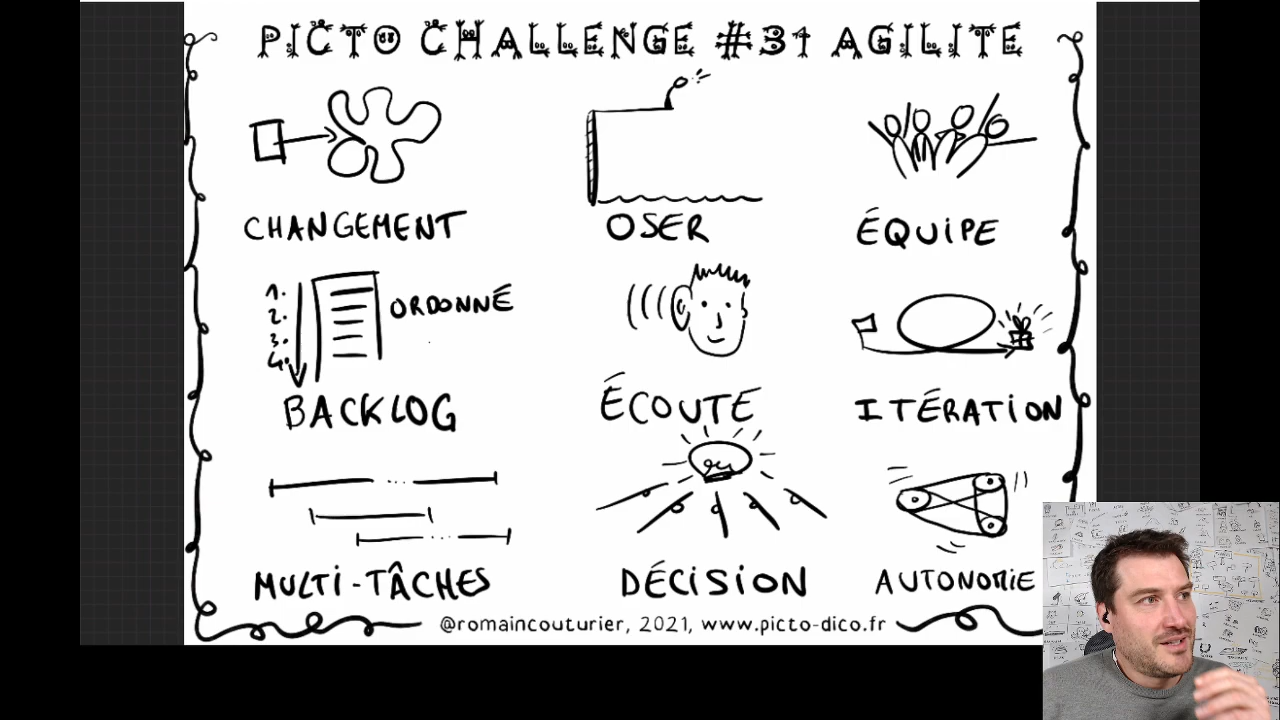 PICTO CHALLENGE #31 AGILITE
CHANGEMENT
OSER
ÉQUIPE
1.
2.
3.
4.
ORDONNÉ
BACKLOG
ÉCOUTE
ITÉRATION
MULTI-TÂCHES
DÉCISION
AUTONOMIE
@romaincouturier, 2021, www.picto-dico.fr